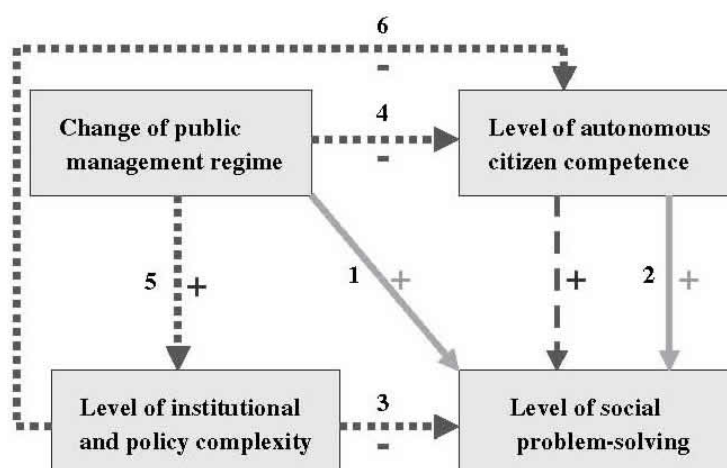 6
-
Change of public
management regime
4
-
Level of autonomous
citizen competence
5 +
1 +
+
2 +
Level of institutional
and policy complexity
3
-
Level of social
problem-solving